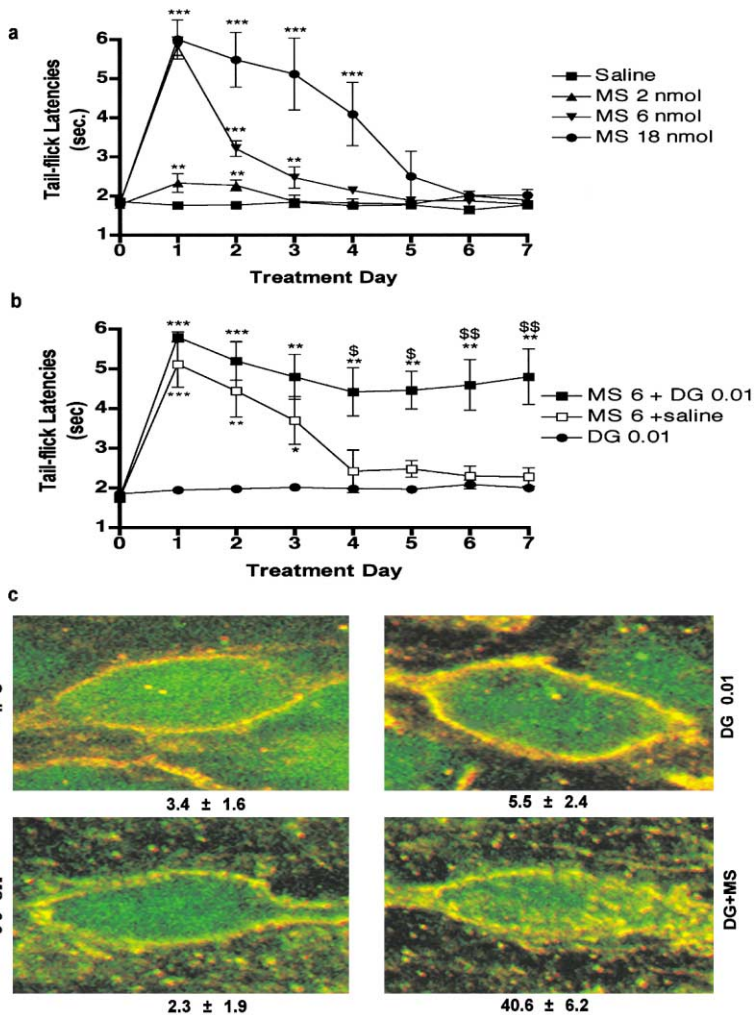 a
Tail-flick Latencies
(sec.)
6
5
4
3
2
1
*** *** *** ***
*** **
** **
0 1 2 3 4 5 6 7
Treatment Day
Saline
MS 2 nmol
MS 6 nmol
MS 18 nmol
b
Tail-flick Latencies
(sec)
6
5
4
3
2
1
*** *** ** $ ** $ ** $$ ** $$ **
*** ** *
0 1 2 3 4 5 6 7
Treatment Day
MS 6 + DG 0.01
MS 6 +saline
DG 0.01
c
DG 0.01
3.4 ± 1.6
5.5 ± 2.4
DG+MS
2.3 ± 1.9
40.6 ± 6.2